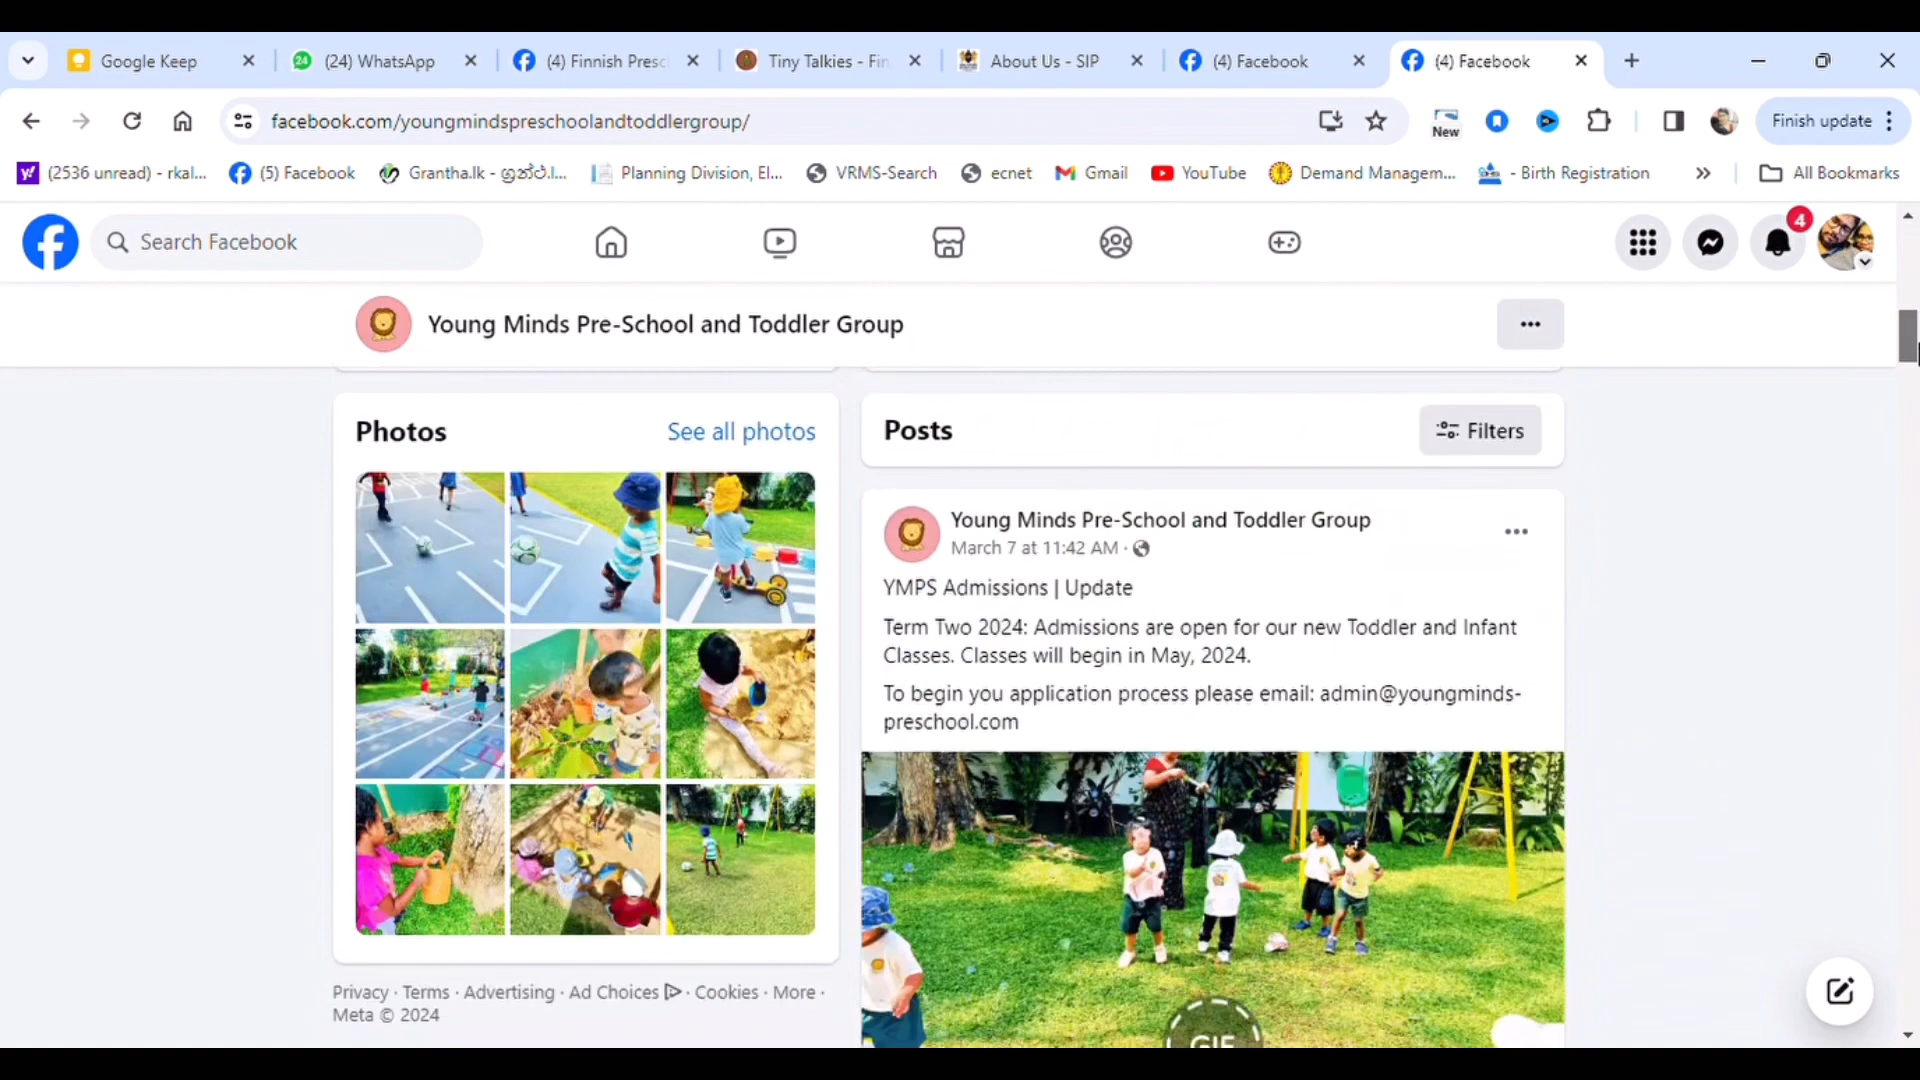 Google Keep
(24) WhatsApp
(4) Finnish Presc
Tiny Talkies - Fin
About Us - SIP
(4) Facebook
(4) Facebook
facebook.com/youngmindspreschoolandtoddlergroup/
New
Finish update
(2536 unread) - rkal...
(5) Facebook
Grantha.lk - ග්‍රන්ථ.l...
Planning Division, El...
VRMS-Search
ecnet
Gmail
YouTube
Demand Managem...
- Birth Registration
All Bookmarks
Search Facebook
4
Young Minds Pre-School and Toddler Group
Photos
See all photos
Posts
Filters
Young Minds Pre-School and Toddler Group
March 7 at 11:42 AM ·
YMPS Admissions | Update
Term Two 2024: Admissions are open for our new Toddler and Infant
Classes. Classes will begin in May, 2024.
To begin you application process please email: admin@youngminds-
preschool.com
GIF
Privacy · Terms · Advertising · Ad Choices · Cookies · More ·
Meta © 2024